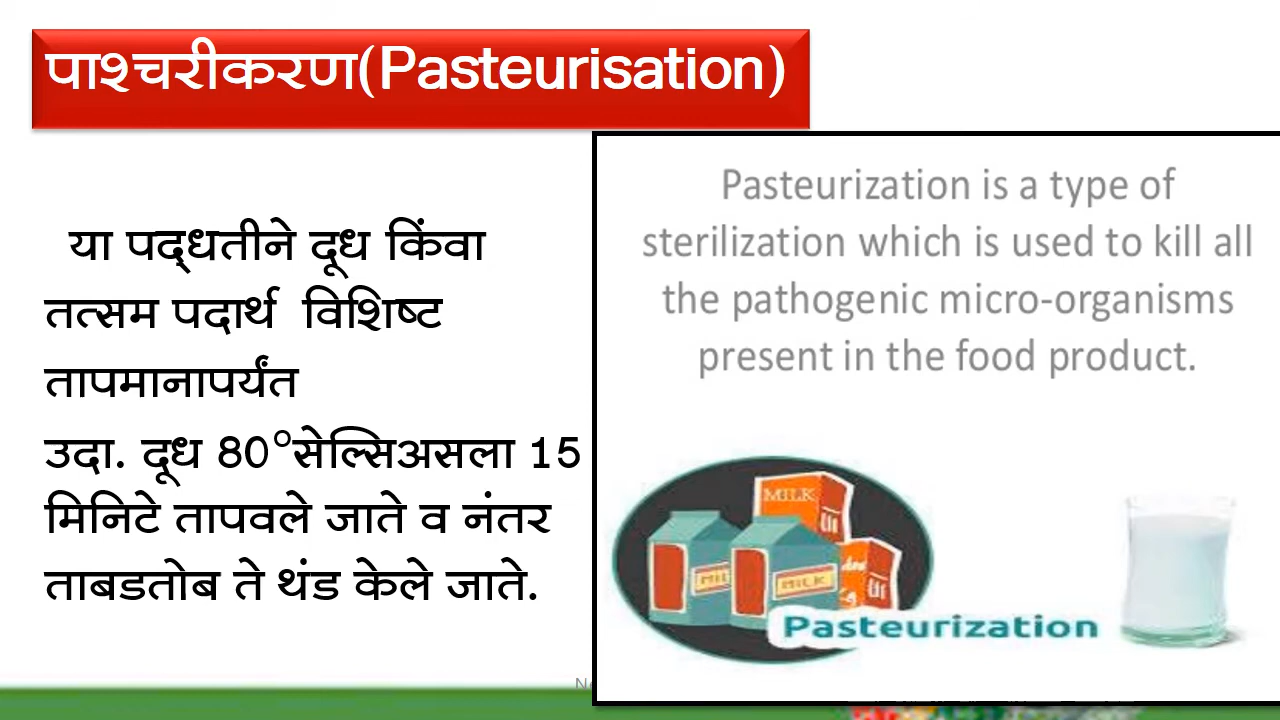 पाश्चरीकरण(Pasteurisation)
या पद्धतीने दूध किंवा
तत्सम पदार्थ विशिष्ट
तापमानापर्यंत
उदा. दूध 80°सेल्सिअसला 15
मिनिटे तापवले जाते व नंतर
ताबडतोब ते थंड केले जाते.
Pasteurization is a type of
sterilization which is used to kill all
the pathogenic micro-organisms
present in the food product.
MILK
MILK
Pasteurization